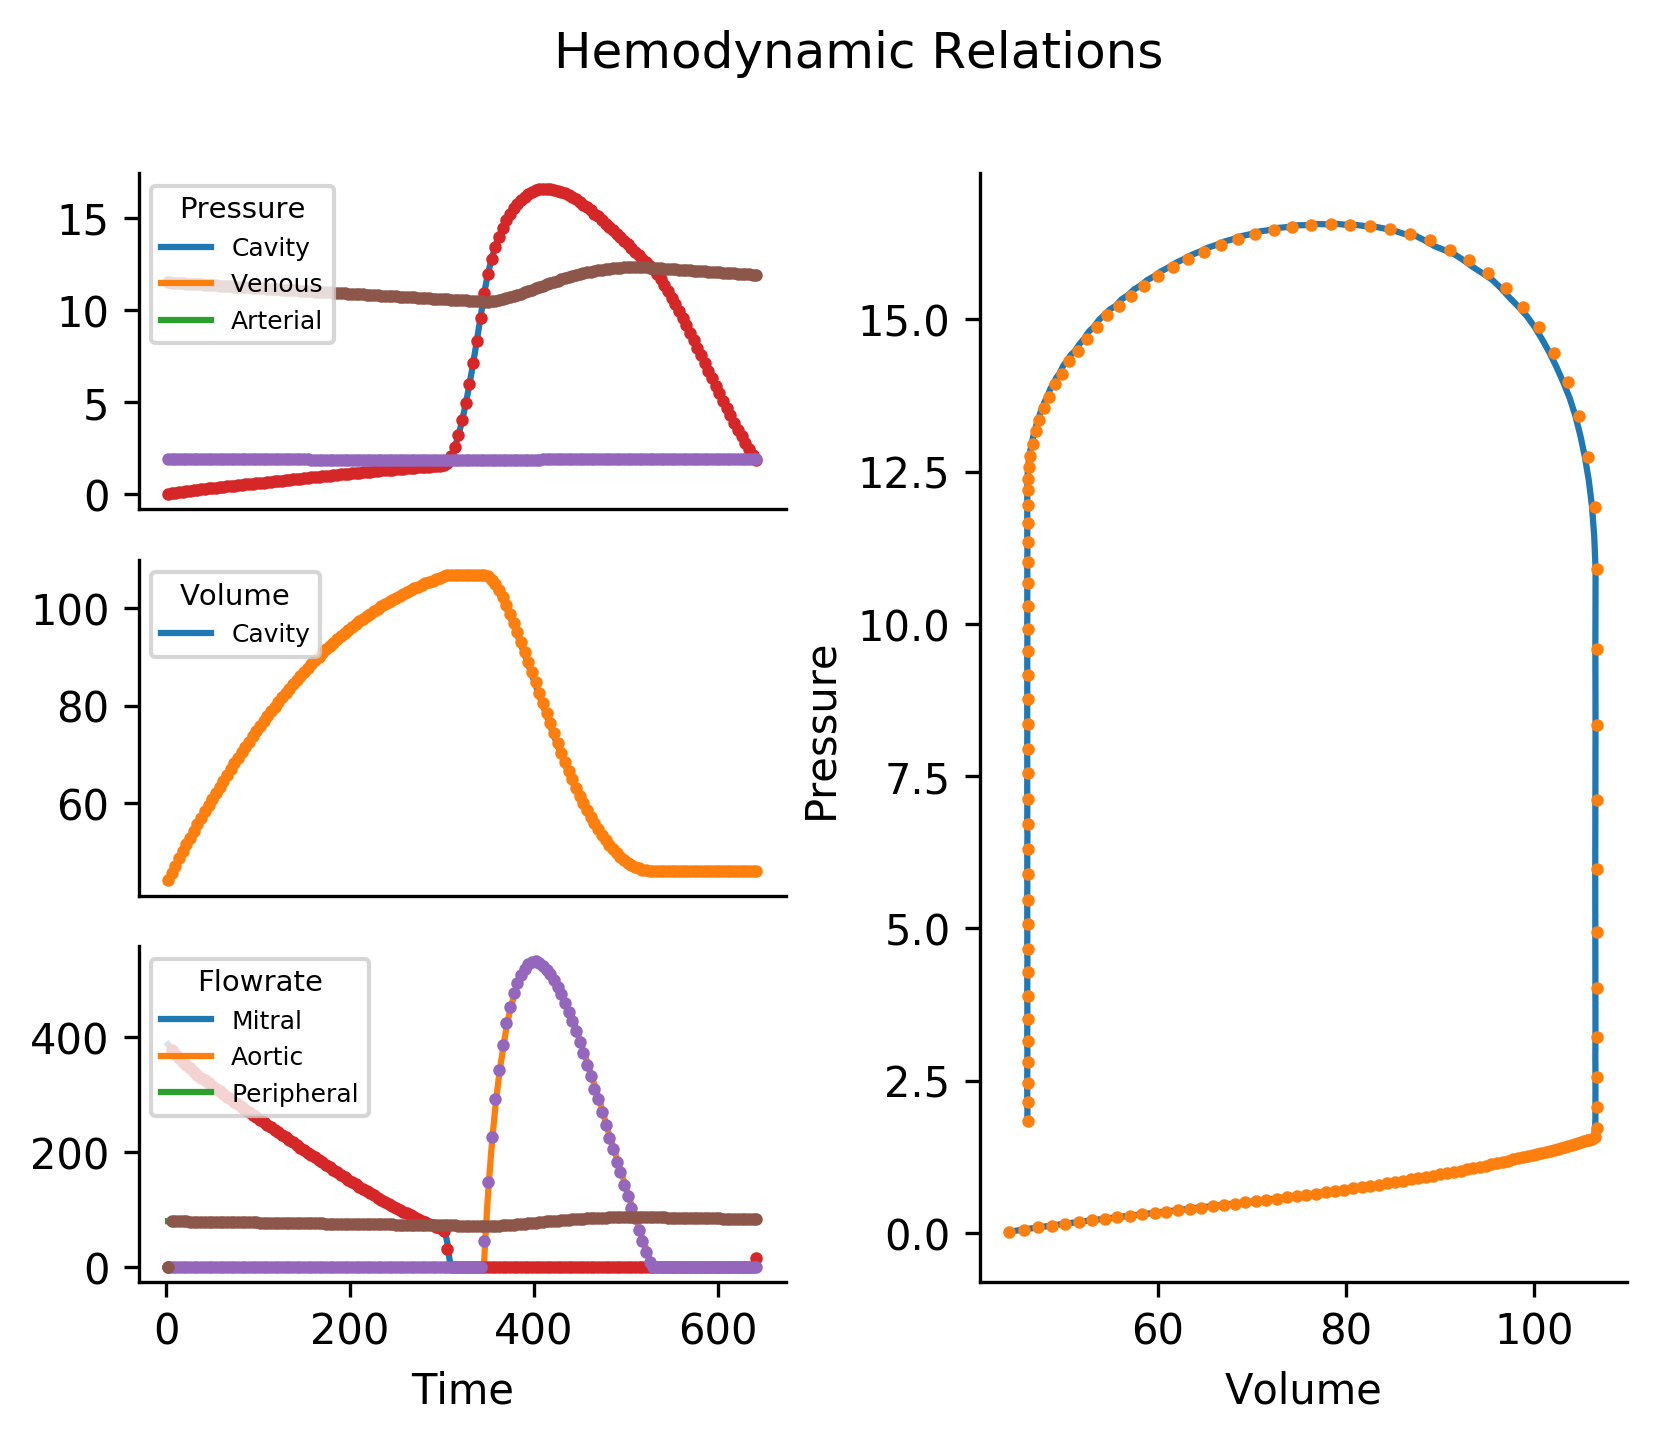 Hemodynamic Relations
Pressure
Cavity
Venous
Arterial
15
10
5
0
Volume
Cavity
100
80
60
Flowrate
Mitral
Aortic
Peripheral
400
200
0
0 200 400 600
Time
Pressure
15.0
12.5
10.0
7.5
5.0
2.5
0.0
60 80 100
Volume